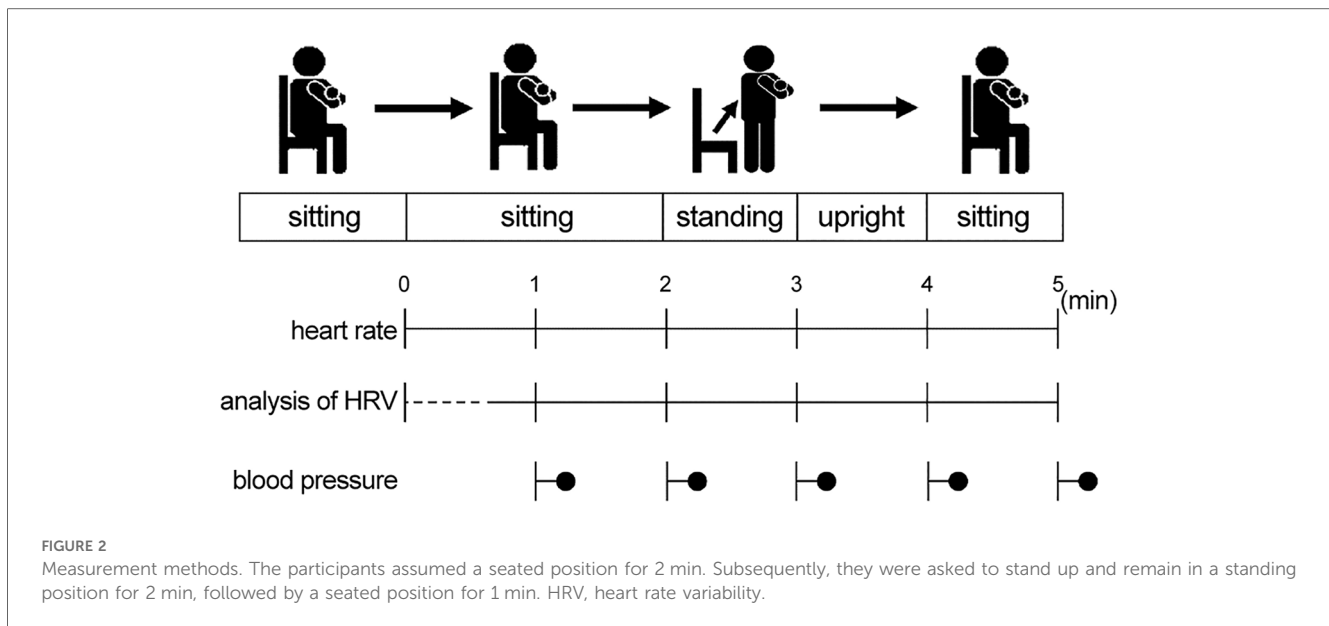 sitting sitting standing upright sitting
0 1 2 3 4 5 (min)
heart rate
analysis of HRV
blood pressure
FIGURE 2
Measurement methods. The participants assumed a seated position for 2 min. Subsequently, they were asked to stand up and remain in a standing
position for 2 min, followed by a seated position for 1 min. HRV, heart rate variability.